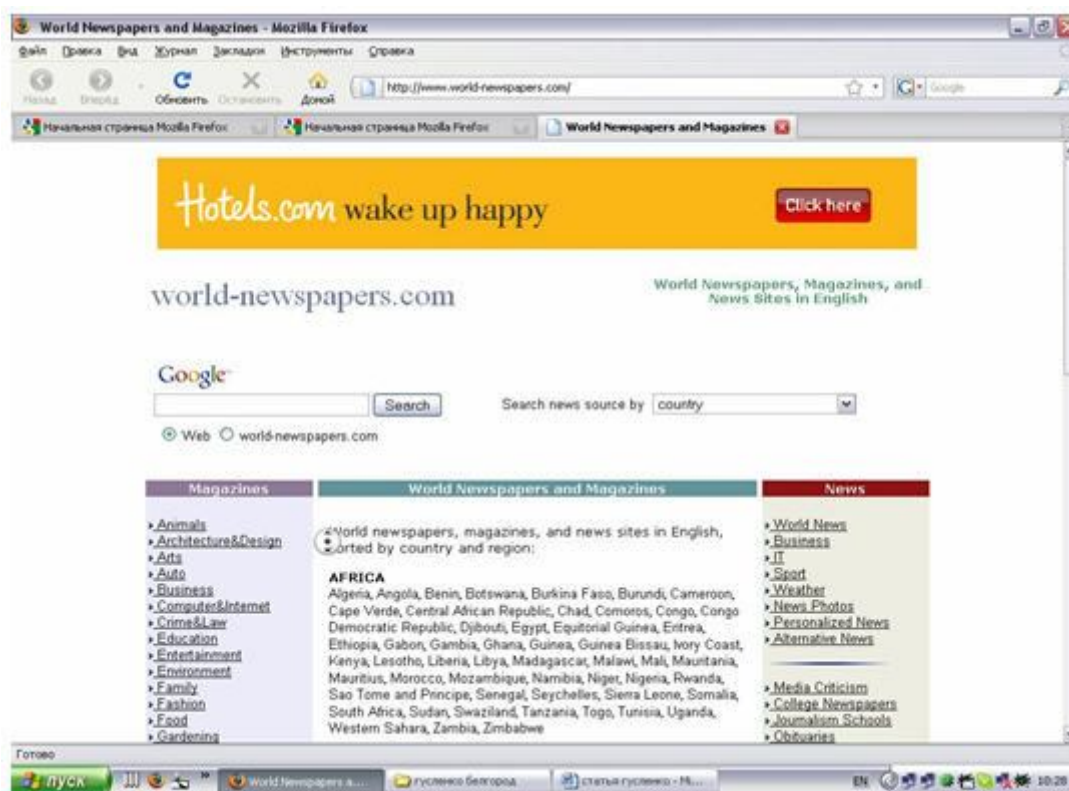 World Newspapers and Magazines - Mozilla Firefox
Файл Правка Вид Журнал Закладки Инструменты Справка
Назад Вперёд Обновить Остановить Домой http://www.world-newspapers.com/ Google
Начальная страница Mozilla Firefox Начальная страница Mozilla Firefox World Newspapers and Magazines
Hotels.com wake up happy Click here
world-newspapers.com
World Newspapers, Magazines, and
News Sites in English
Google
Search Search news source by country
Web world-newspapers.com
Magazines
Animals
Architecture&Design
Arts
Auto
Business
Computer&Internet
Crime&Law
Education
Entertainment
Environment
Family
Fashion
Food
Gardening
World Newspapers and Magazines
World newspapers, magazines, and news sites in English,
sorted by country and region:
AFRICA
Algeria, Angola, Benin, Botswana, Burkina Faso, Burundi, Cameroon,
Cape Verde, Central African Republic, Chad, Comoros, Congo, Congo
Democratic Republic, Djibouti, Egypt, Equitorial Guinea, Eritrea,
Ethiopia, Gabon, Gambia, Ghana, Guinea, Guinea Bissau, Ivory Coast,
Kenya, Lesotho, Liberia, Libya, Madagascar, Malawi, Mali, Mauritania,
Mauritius, Morocco, Mozambique, Namibia, Niger, Nigeria, Rwanda,
Sao Tome and Principe, Senegal, Seychelles, Sierra Leone, Somalia,
South Africa, Sudan, Swaziland, Tanzania, Togo, Tunisia, Uganda,
Western Sahara, Zambia, Zimbabwe
News
World News
Business
IT
Sport
Weather
News Photos
Personalized News
Alternative News
Media Criticism
College Newspapers
Journalism Schools
Obituaries
Готово
пуск World Newspapers a... гусленко белгород статья гусленко - Mi... EN 10:28